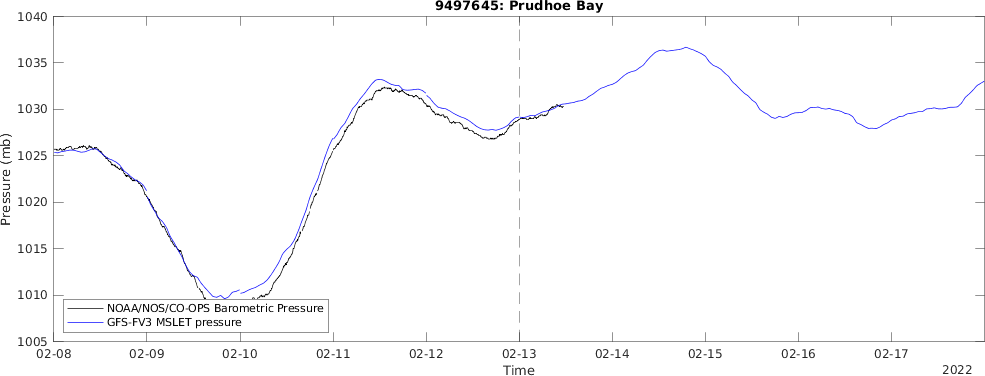 9497645: Prudhoe Bay
1040
1035
1030
1025
1020
1015
1010
1005
Pressure (mb)
NOAA/NOS/CO-OPS Barometric Pressure
GFS-FV3 MSLET pressure
02-08 02-09 02-10 02-11 02-12 02-13 02-14 02-15 02-16 02-17
Time
2022